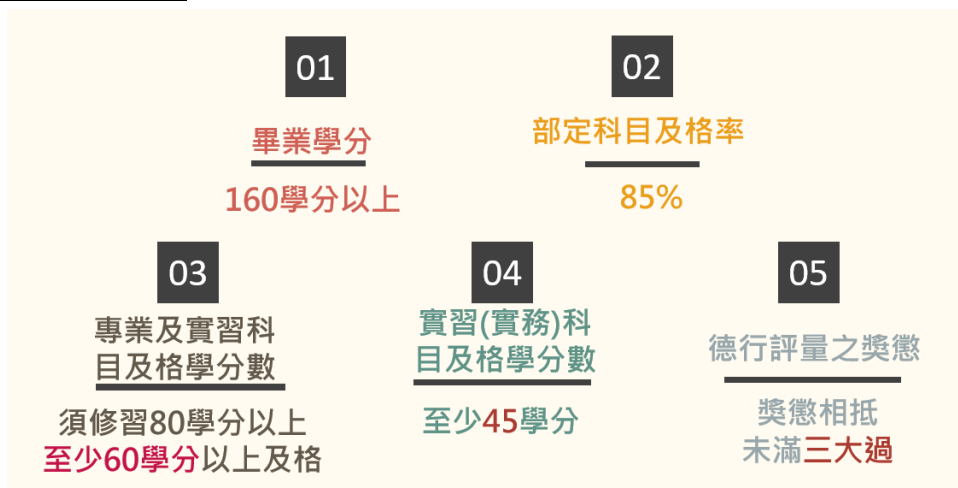 01
畢業學分
160學分以上
02
部定科目及格率
85%
03
專業及實習科
目及格學分數
須修習80學分以上
至少60學分以上及格
04
實習(實務)科
目及格學分數
至少45學分
05
德行評量之獎懲
獎懲相抵
未滿三大過